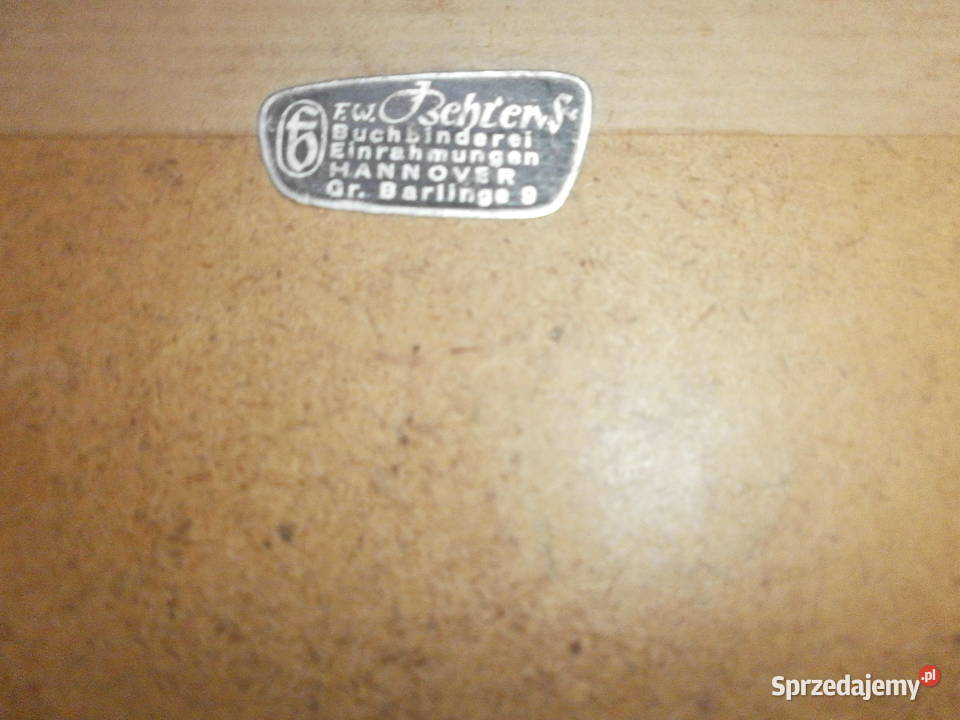 F.W. Behrens
Buchbinderei
Einrahmungen
HANNOVER
Gr. Barlinge 9
Sprzedajemy.pl